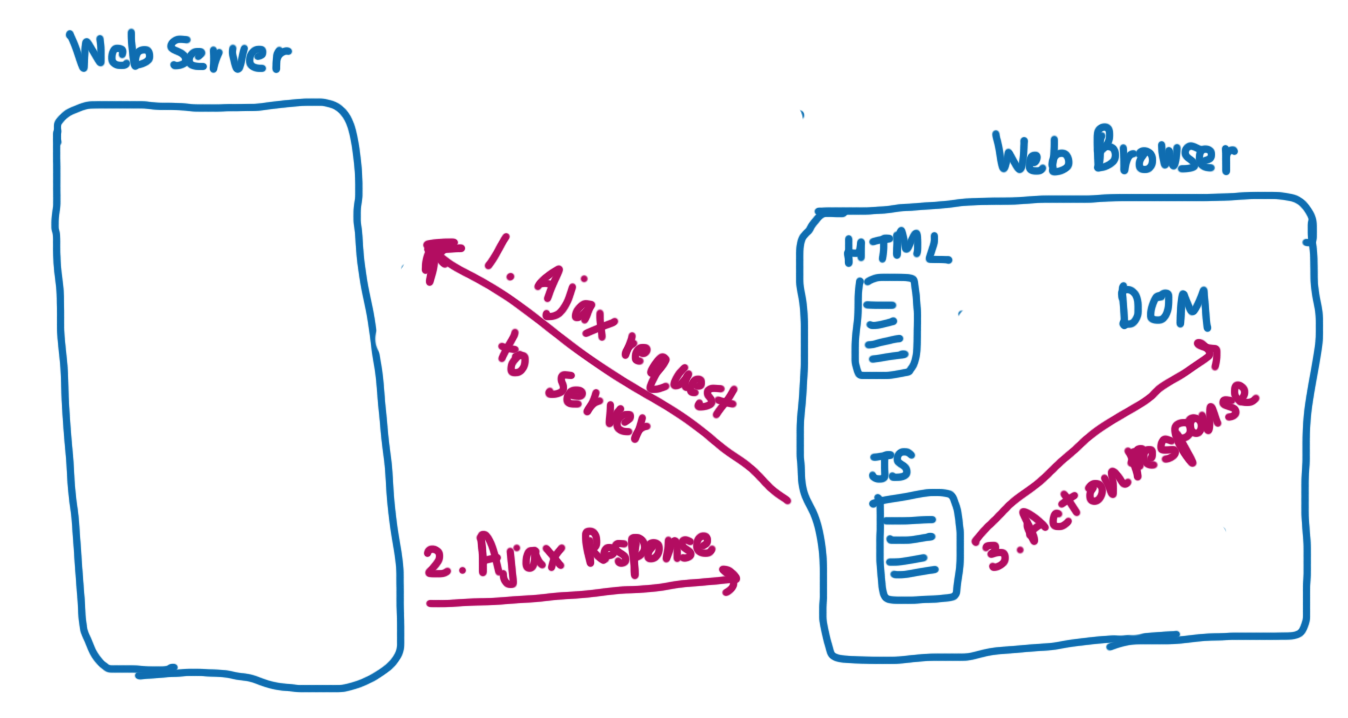 Web Server
Web Browser
HTML
DOM
1. Ajax request
to server
JS
2. Ajax Response
3. Act on response